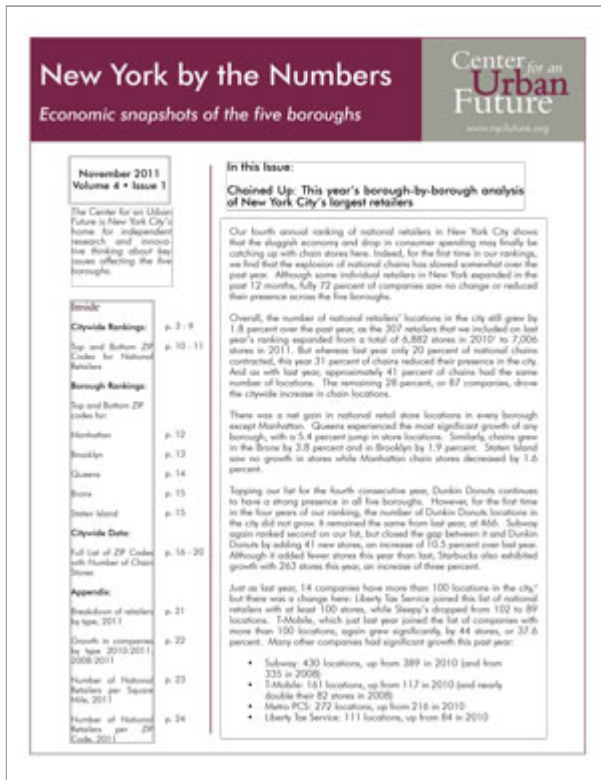 New York by the Numbers
Economic snapshots of the five boroughs
Center for an
Urban
Future
www.nycfuture.org
November 2011
Volume 4 • Issue 1
The Center for an Urban
Future is New York City's
home for independent
research and innova-
tive thinking about key
issues affecting the five
boroughs.
Inside
Citywide Rankings: p. 3 - 9
Top and Bottom ZIP p. 10 - 11
Codes for National
Retailers
Borough Rankings:
Top and Bottom ZIP
codes for:
Manhattan p. 12
Brooklyn p. 13
Queens p. 14
Bronx p. 15
Staten Island p. 15
Citywide Data:
Full List of ZIP Codes p. 16 - 20
with Number of Chain
Stores
Appendix:
Breakdown of retailers p. 21
by type, 2011
Growth in companies p. 22
by type 2010-2011,
2008-2011
Number of National p. 23
Retailers per Square
Mile, 2011
Number of National p. 24
Retailers per ZIP
Code, 2011
In this Issue:
Chained Up: This year's borough-by-borough analysis
of New York City's largest retailers
Our fourth annual ranking of national retailers in New York City shows
that the sluggish economy and drop in consumer spending may finally be
catching up with chain stores here. Indeed, for the first time in our rankings,
we find that the explosion of national chains has slowed somewhat over the
past year. Although some individual retailers in New York expanded in the
past 12 months, fully 72 percent of companies saw no change or reduced
their presence across the five boroughs.
Overall, the number of national retailers' locations in the city still grew by
1.8 percent over the past year, as the 307 retailers that we included on last
year's ranking expanded from a total of 6,882 stores in 2010¹ to 7,006
stores in 2011. But whereas last year only 20 percent of national chains
contracted, this year 31 percent of chains reduced their presence in the city.
And as with last year, approximately 41 percent of chains had the same
number of locations. The remaining 28 percent, or 87 companies, drove
the citywide increase in chain locations.
There was a net gain in national retail store locations in every borough
except Manhattan. Queens experienced the most significant growth of any
borough, with a 5.4 percent jump in store locations. Similarly, chains grew
in the Bronx by 3.8 percent and in Brooklyn by 1.9 percent. Staten Island
saw no growth in stores while Manhattan chain stores decreased by 1.6
percent.
Topping our list for the fourth consecutive year, Dunkin Donuts continues
to have a strong presence in all five boroughs. However, for the first time
in the four years of our ranking, the number of Dunkin Donuts locations in
the city did not grow. It remained the same from last year, at 466. Subway
again ranked second on our list, but closed the gap between it and Dunkin
Donuts by adding 41 new stores, an increase of 10.5 percent over last year.
Although it added fewer stores this year than last, Starbucks also exhibited
growth with 263 stores this year, an increase of three percent.
Just as last year, 14 companies have more than 100 locations in the city,²
but there was a change here: Liberty Tax Service joined this list of national
retailers with at least 100 stores, while Sleepy's dropped from 102 to 89
locations. T-Mobile, which just last year joined the list of companies with
more than 100 locations, again grew significantly, by 44 stores, or 37.6
percent. Many other companies had significant growth this past year:
• Subway: 430 locations, up from 389 in 2010 (and from
335 in 2008)
• T-Mobile: 161 locations, up from 117 in 2010 (and nearly
double their 82 stores in 2008)
• Metro PCS: 272 locations, up from 216 in 2010
• Liberty Tax Service: 111 locations, up from 84 in 2010